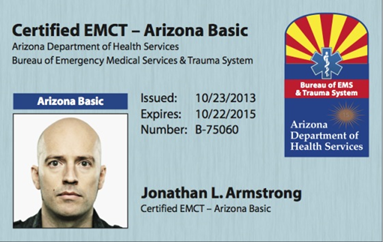 Certified EMCT – Arizona Basic
Arizona Department of Health Services
Bureau of Emergency Medical Services & Trauma System
Arizona Basic
Issued: 10/23/2013
Expires: 10/22/2015
Number: B-75060
Bureau of EMS
& Trauma System
Arizona
Department of
Health Services
Jonathan L. Armstrong
Certified EMCT – Arizona Basic